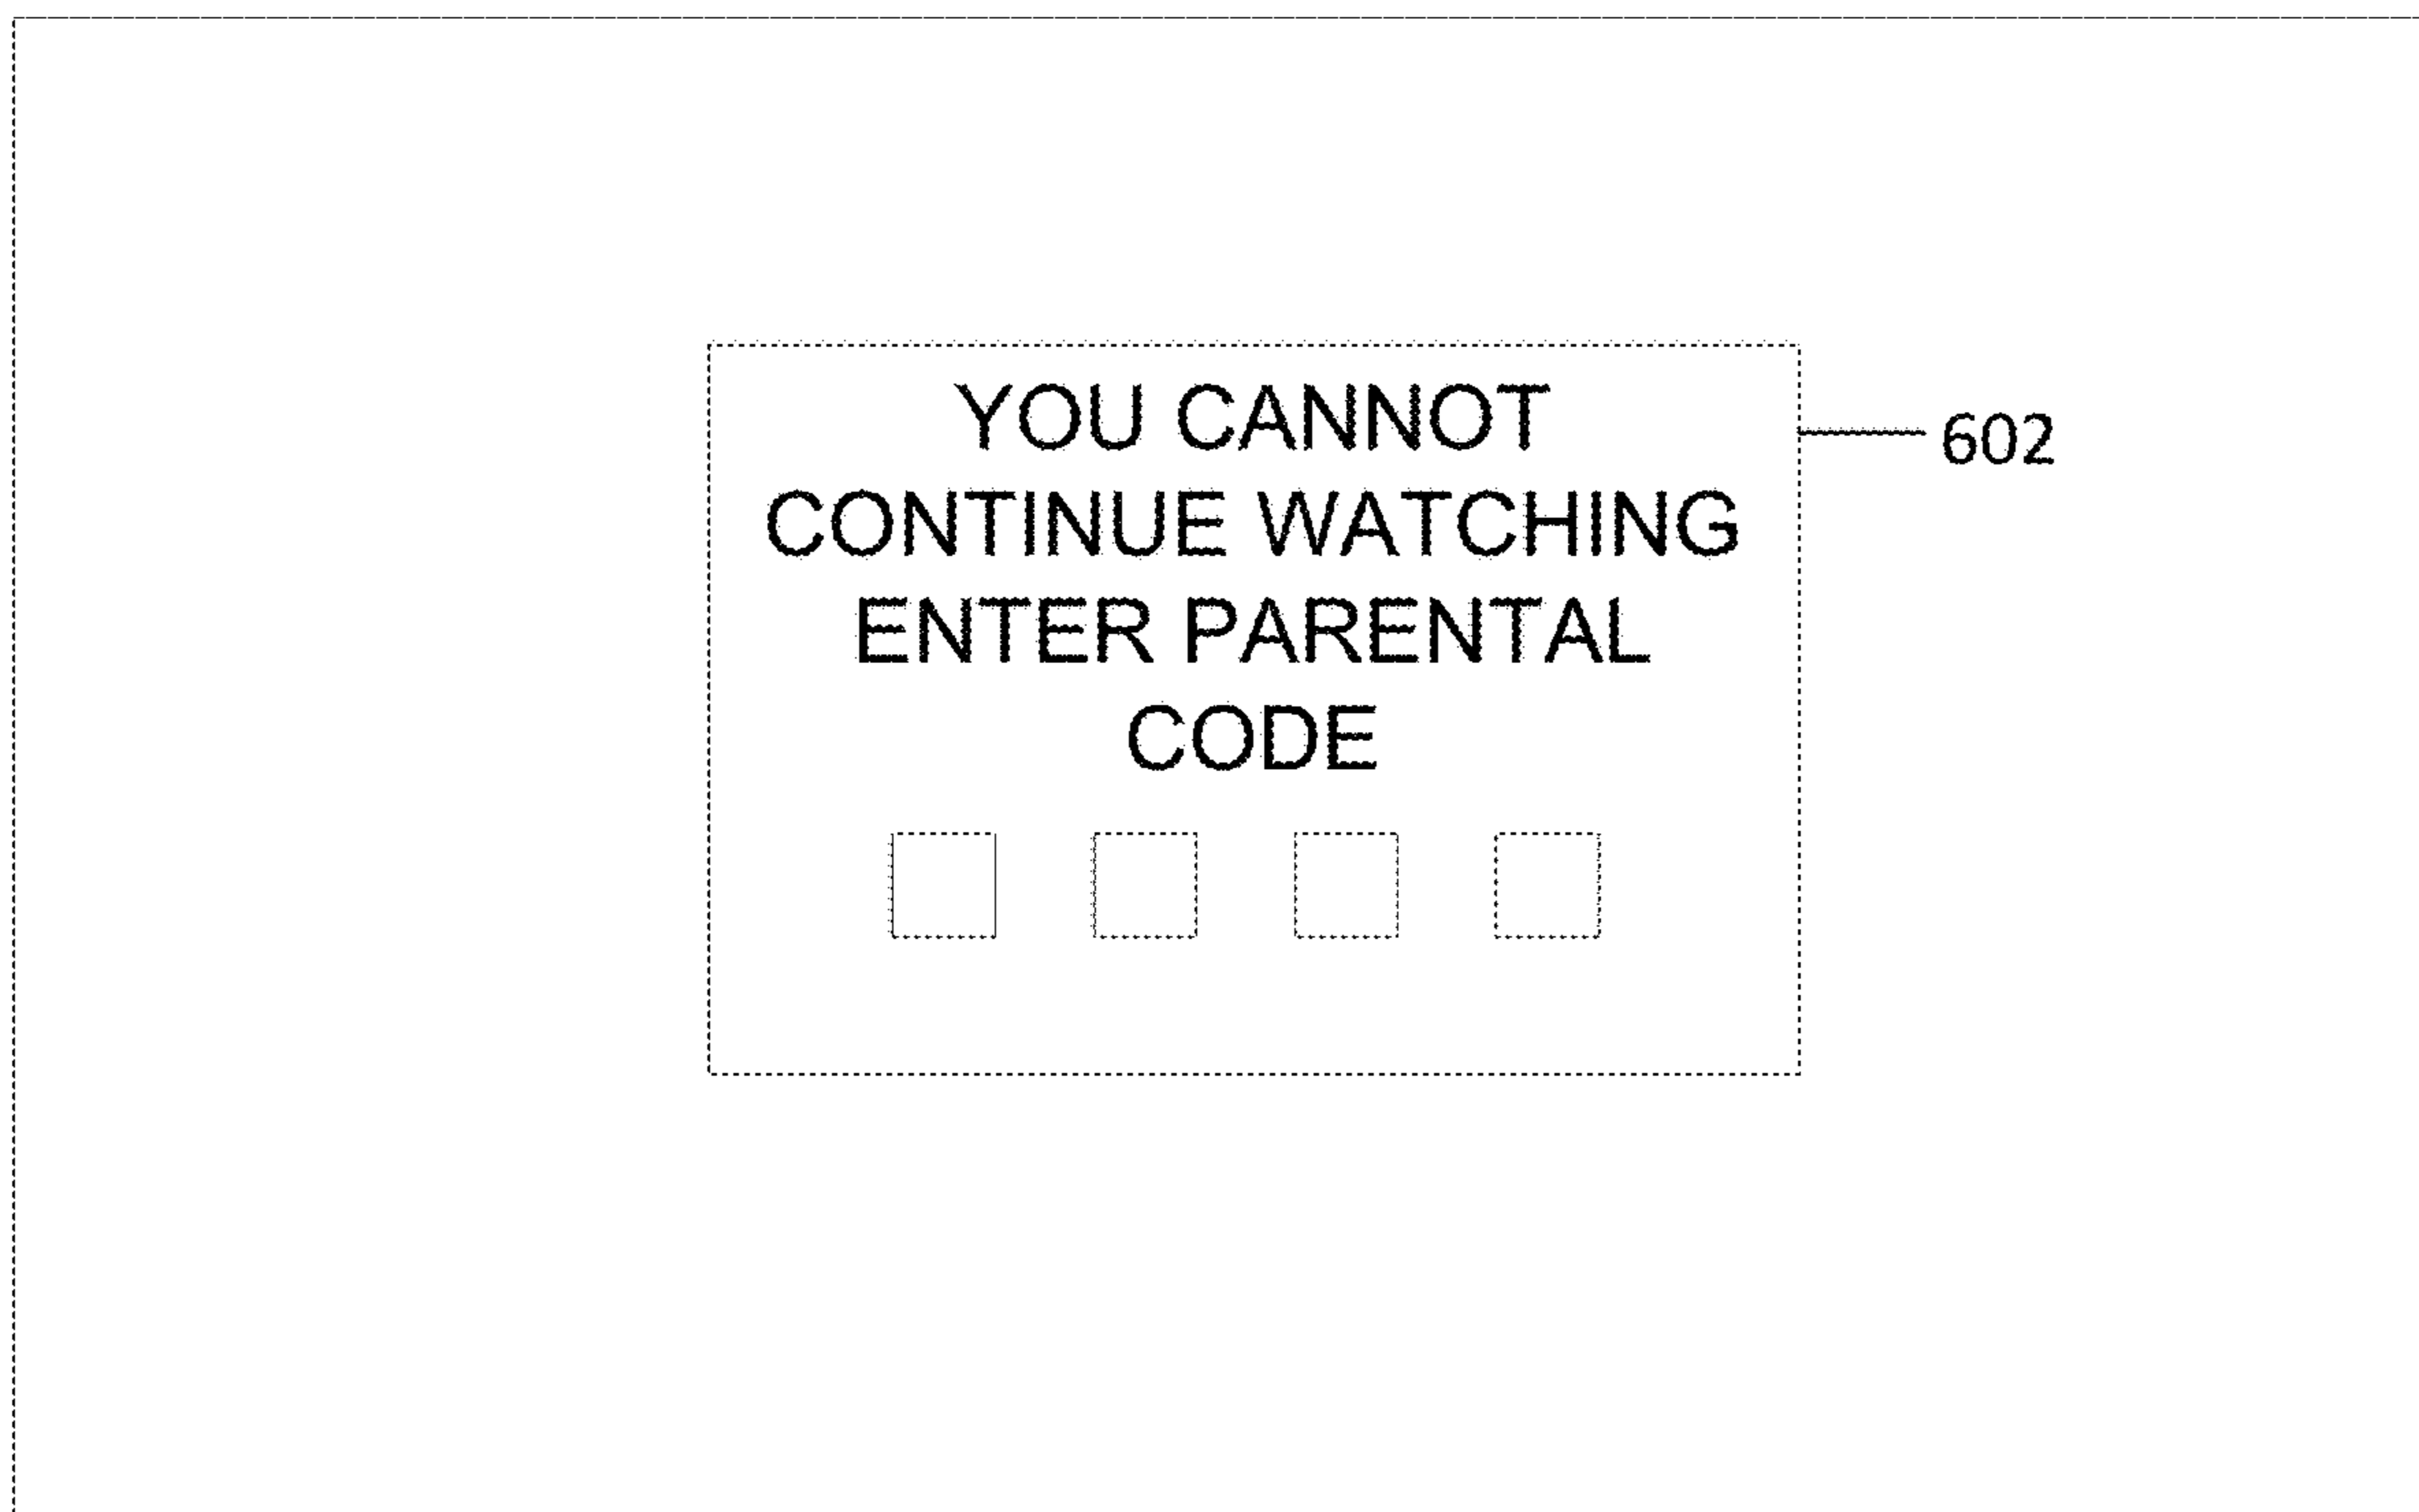 YOU CANNOT
CONTINUE WATCHING
ENTER PARENTAL
CODE
602